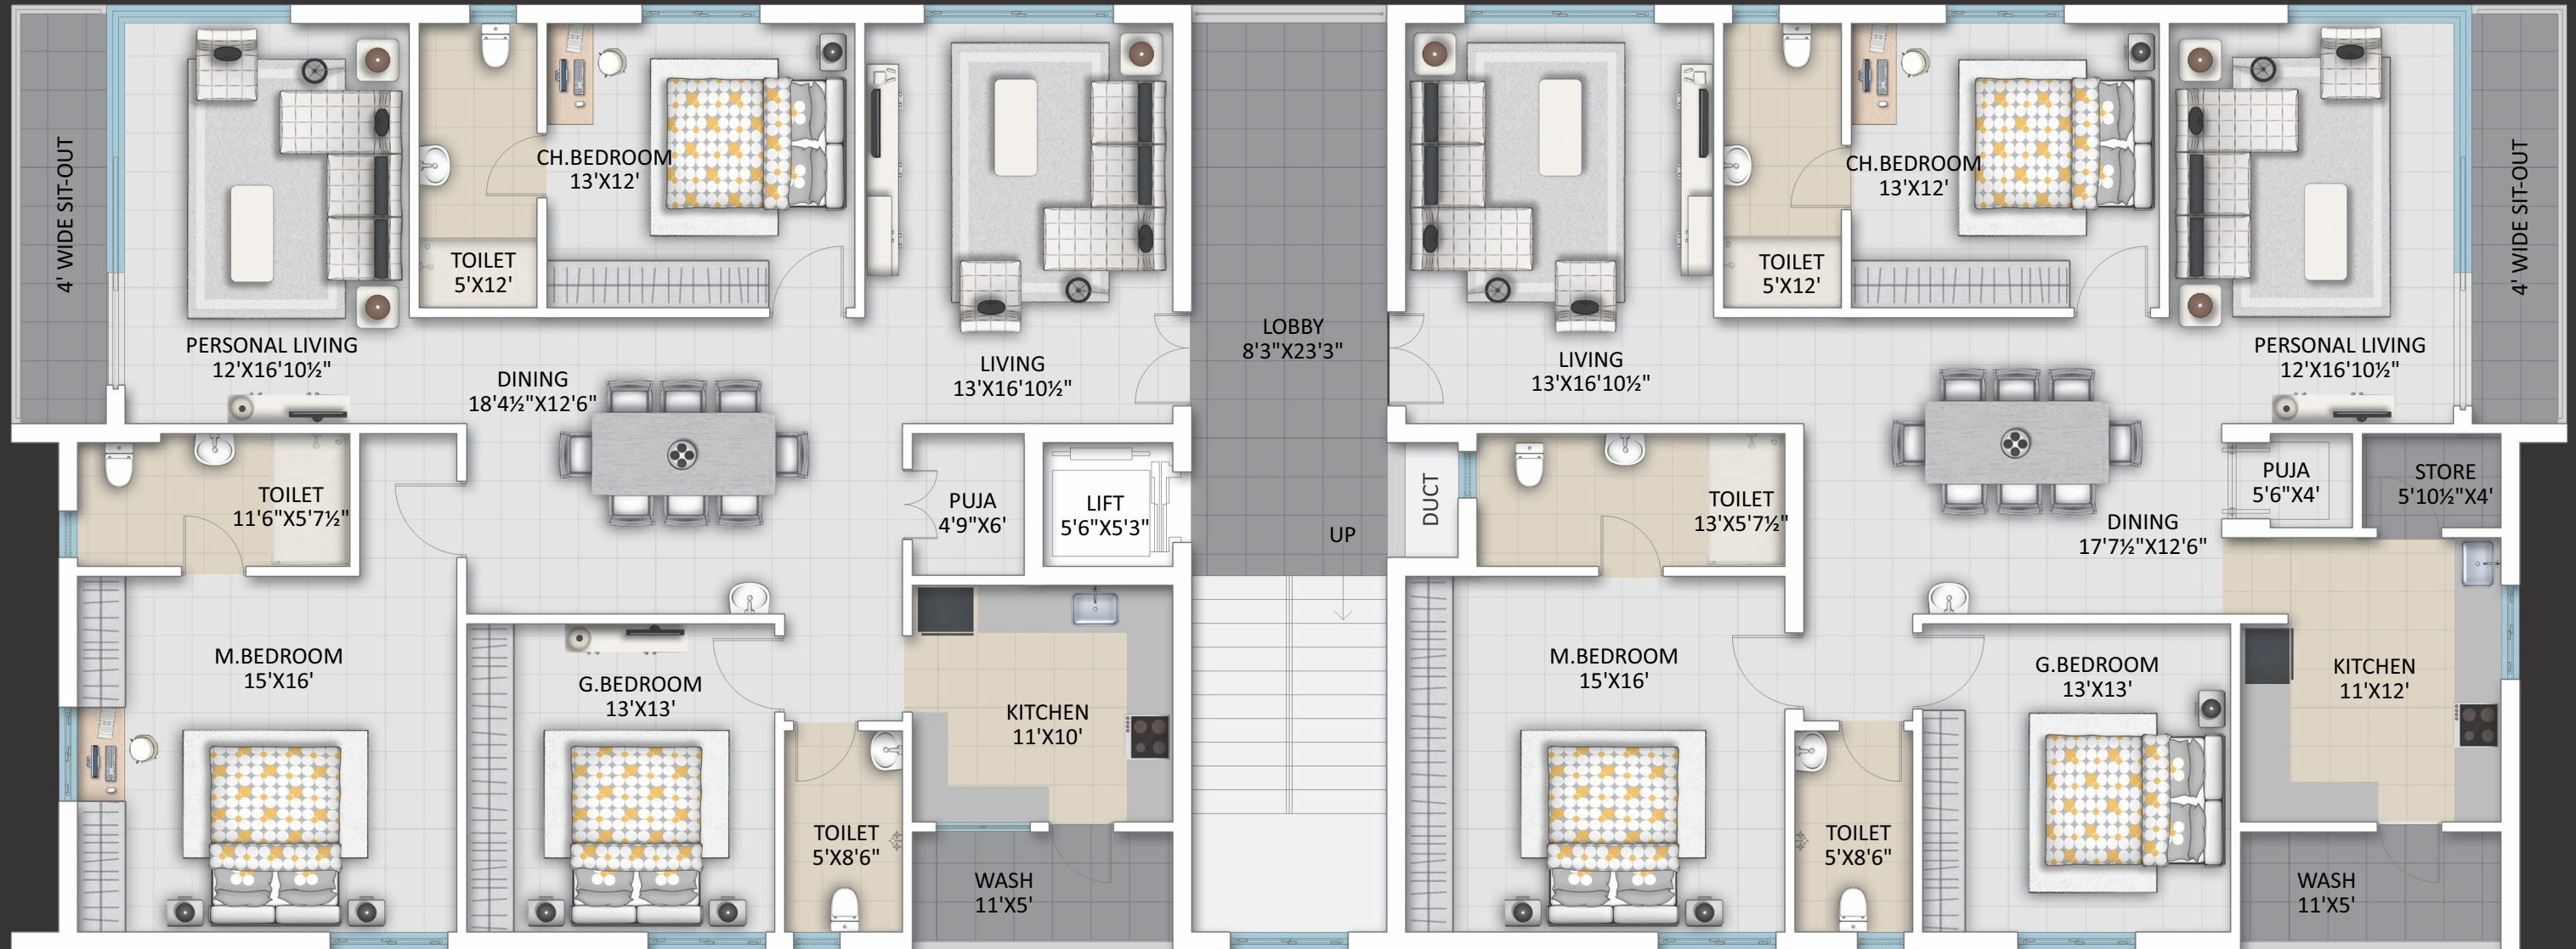 4' WIDE SIT-OUT
PERSONAL LIVING
12'X16'10½"
TOILET
5'X12'
CH.BEDROOM
13'X12'
DINING
18'4½"X12'6"
LIVING
13'X16'10½"
LOBBY
8'3"X23'3"
UP
TOILET
11'6"X5'7½"
M.BEDROOM
15'X16'
G.BEDROOM
13'X13'
TOILET
5'X8'6"
PUJA
4'9"X6'
LIFT
5'6"X5'3"
KITCHEN
11'X10'
WASH
11'X5'
LIVING
13'X16'10½"
TOILET
5'X12'
CH.BEDROOM
13'X12'
PERSONAL LIVING
12'X16'10½"
4' WIDE SIT-OUT
DUCT
TOILET
13'X5'7½"
DINING
17'7½"X12'6"
PUJA
5'6"X4'
STORE
5'10½"X4'
M.BEDROOM
15'X16'
G.BEDROOM
13'X13'
KITCHEN
11'X12'
TOILET
5'X8'6"
WASH
11'X5'